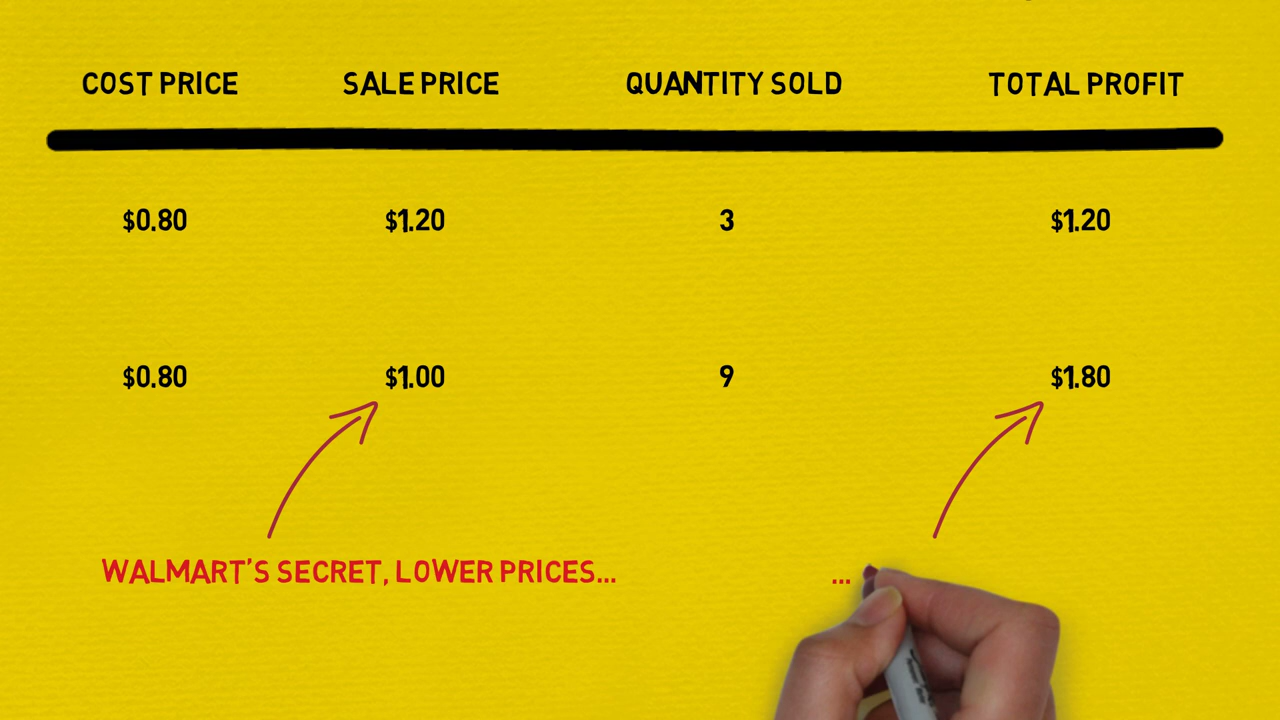 COST PRICE SALE PRICE QUANTITY SOLD TOTAL PROFIT
$0.80 $1.20 3 $1.20
$0.80 $1.00 9 $1.80
WALMART'S SECRET, LOWER PRICES... ...